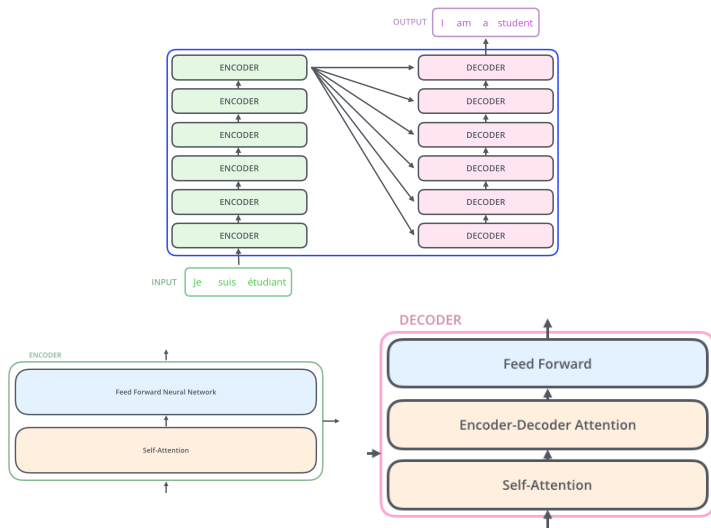 OUTPUT I am a student
ENCODER DECODER
ENCODER DECODER
ENCODER DECODER
ENCODER DECODER
ENCODER DECODER
ENCODER DECODER
INPUT Je suis étudiant
ENCODER
Feed Forward Neural Network
Self-Attention
DECODER
Feed Forward
Encoder-Decoder Attention
Self-Attention